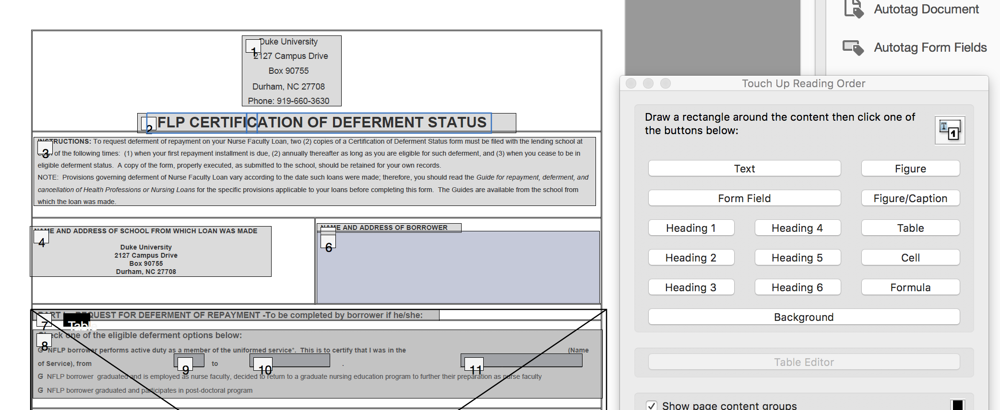 Duke University
1
2127 Campus Drive
Box 90755
Durham, NC 27708
Phone: 919-660-3630
2
FLP CERTIFICATION OF DEFERMENT STATUS
INSTRUCTIONS: To request deferment of repayment on your Nurse Faculty Loan, two (2) copies of a Certification of Deferment Status form must be filed with the lending school at
3
of the following times: (1) when your first repayment installment is due, (2) annually thereafter as long as you are eligible for such deferment, and (3) when you cease to be in
eligible deferment status. A copy of the form, properly executed, as submitted to the school, should be retained for your own records.
NOTE: Provisions governing deferment of Nurse Faculty Loan vary according to the date such loans were made; therefore, you should read the Guide for repayment, deferment, and
cancellation of Health Professions or Nursing Loans for the specific provisions applicable to your loans before completing this form. The Guides are available from the school from
which the loan was made.
NAME AND ADDRESS OF SCHOOL FROM WHICH LOAN WAS MADE
4
Duke University
2127 Campus Drive
Box 90755
Durham, NC 27708
NAME AND ADDRESS OF BORROWER
6
PART I - REQUEST FOR DEFERMENT OF REPAYMENT -To be completed by borrower if he/she:
7
Table
Check one of the eligible deferment options below:
8
G NFLP borrower performs active duty as a member of the uniformed service*. This is to certify that I was in the (Name
of Service), from 9 to 10 . 11
G NFLP borrower graduated and is employed as nurse faculty, decided to return to a graduate nursing education program to further their preparation as nurse faculty
G NFLP borrower graduated and participates in post-doctoral program
Autotag Document
Autotag Form Fields
Touch Up Reading Order
Draw a rectangle around the content then click one of
the buttons below:
T
1
Text
Figure
Form Field
Figure/Caption
Heading 1
Heading 4
Table
Heading 2
Heading 5
Cell
Heading 3
Heading 6
Formula
Background
Table Editor
Show page content groups